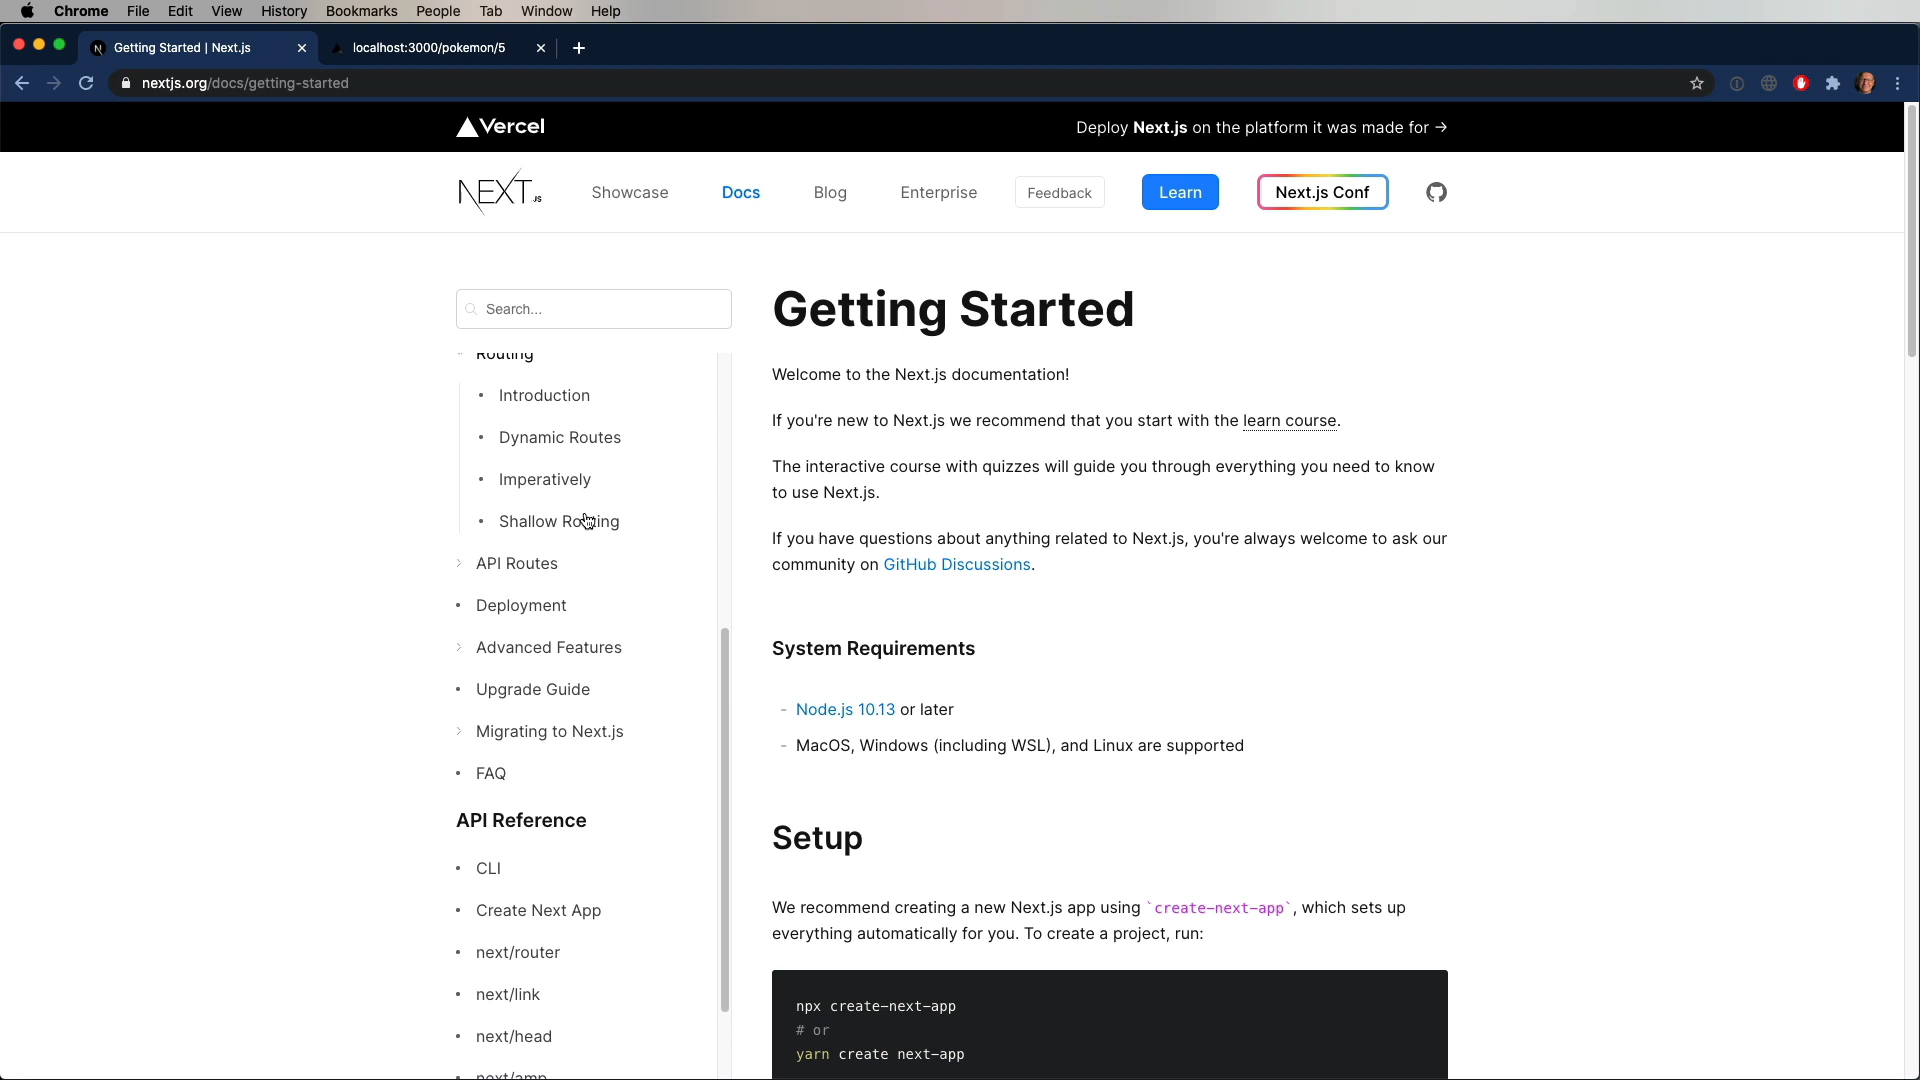 Chrome File Edit View History Bookmarks People Tab Window Help
Getting Started | Next.js
localhost:3000/pokemon/5
nextjs.org/docs/getting-started
Vercel
Deploy Next.js on the platform it was made for →
NEXT.JS
Showcase
Docs
Blog
Enterprise
Feedback
Learn
Next.js Conf
Search...
Routing
Introduction
Dynamic Routes
Imperatively
Shallow Routing
API Routes
Deployment
Advanced Features
Upgrade Guide
Migrating to Next.js
FAQ
API Reference
CLI
Create Next App
next/router
next/link
next/head
next/amp
Getting Started
Welcome to the Next.js documentation!
If you're new to Next.js we recommend that you start with the learn course.
The interactive course with quizzes will guide you through everything you need to know
to use Next.js.
If you have questions about anything related to Next.js, you're always welcome to ask our
community on GitHub Discussions.
System Requirements
- Node.js 10.13 or later
- MacOS, Windows (including WSL), and Linux are supported
Setup
We recommend creating a new Next.js app using `create-next-app`, which sets up
everything automatically for you. To create a project, run:
npx create-next-app
# or
yarn create next-app